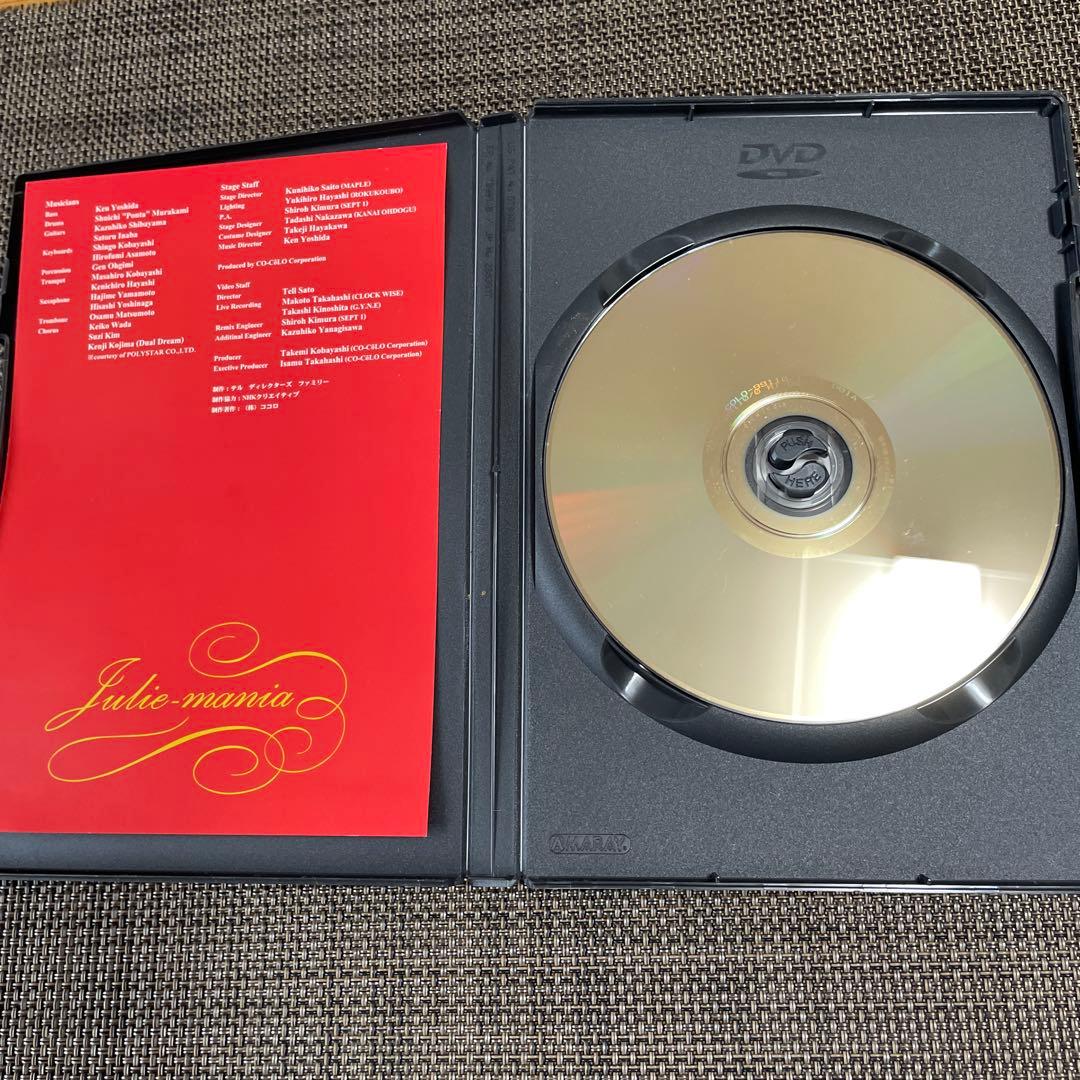 Musicians
Bass
Drums
Guitars
Keyboards
Percussion
Trumpet
Saxophone
Trombone
Chorus
Ken Yoshida
Shuichi "Ponta" Murakami
Kazuhiko Shibuyama
Satoru Inaba
Shingo Kobayashi
Hirofumi Asamoto
Gen Ohgimi
Masahiro Kobayashi
Kenichiro Hayashi
Hajime Yamamoto
Hisashi Yoshinaga
Osamu Matsumoto
Keiko Wada
Suzi Kim
Kenji Kojima (Dual Dream)
※courtesy of POLYSTAR CO.,LTD.
Stage Staff
Stage Director Kunihiko Saito (MAPLE)
Lighting Yukihiro Hayashi (ROKUKOUBO)
P.A. Shiroh Kimura (SEPT 1)
Stage Designer Tadashi Nakazawa (KANAI OHDOGU)
Costume Designer Takeji Hayakawa
Music Director Ken Yoshida
Produced by CO-CōLO Corporation
Video Staff
Director Tell Sato
Live Recording Makoto Takahashi (CLOCK WISE)
Takashi Kinoshita (G.Y.N.E)
Remix Engineer Shiroh Kimura (SEPT 1)
Additinal Engineer Kazuhiko Yanagisawa
Producer Takemi Kobayashi (CO-CōLO Corporation)
Exective Producer Isamu Takahashi (CO-CōLO Corporation)
制作：テル ディレクターズ ファミリー
制作協力：NHKクリエイティブ
制作著作：（株）ココロ
Julie-mania
DVD
PUSH
HERE
AMARAY